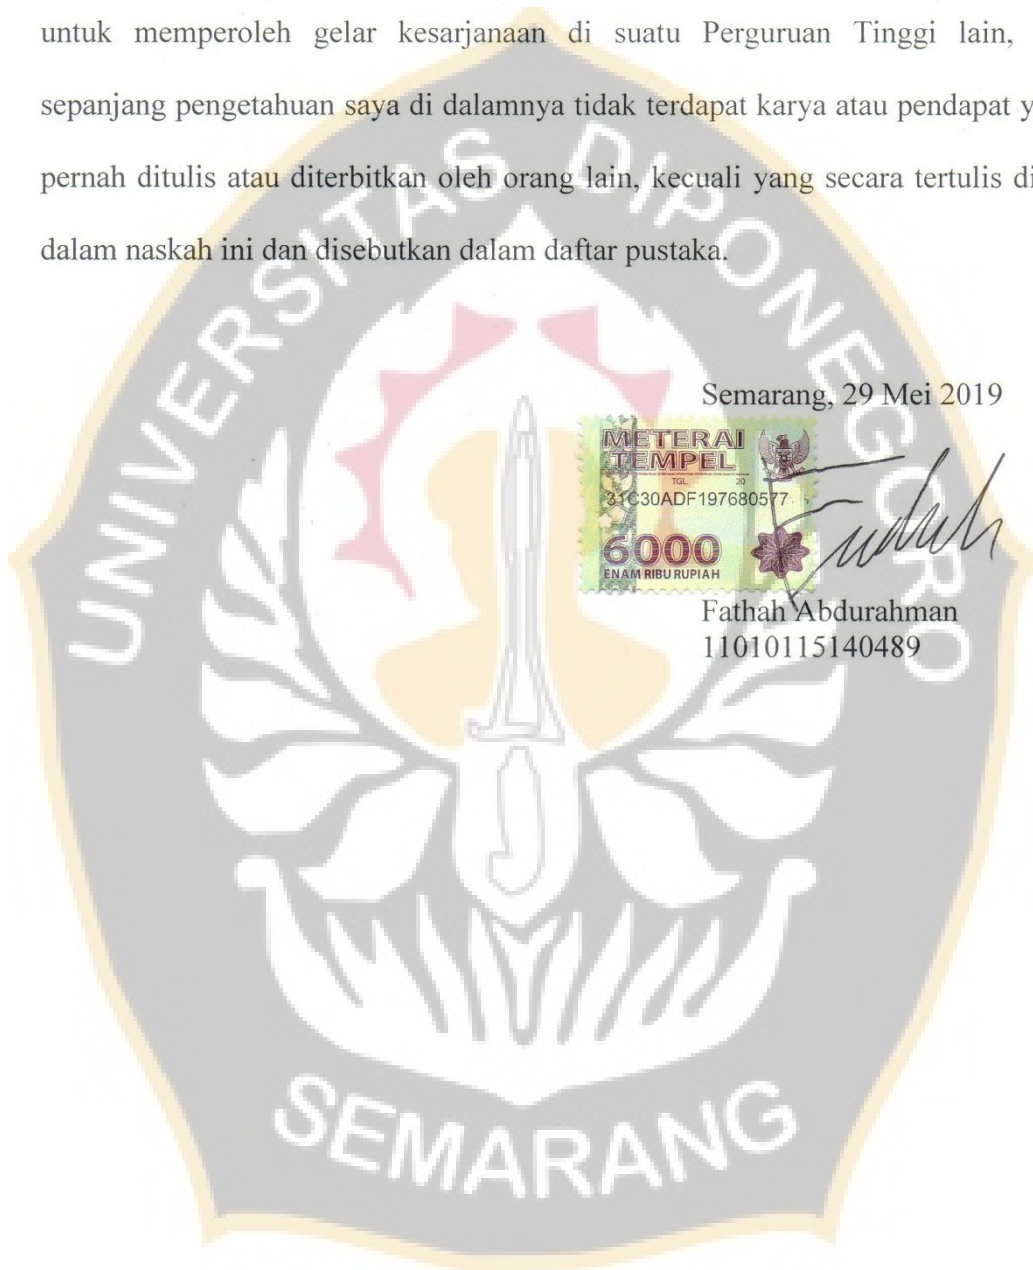 untuk memperoleh gelar kesarjanaan di suatu Perguruan Tinggi lain,
sepanjang pengetahuan saya di dalamnya tidak terdapat karya atau pendapat y
pernah ditulis atau diterbitkan oleh orang lain, kecuali yang secara tertulis di
dalam naskah ini dan disebutkan dalam daftar pustaka.
UNIVERSITAS DIPONEGORO
Semarang, 29 Mei 2019
METERAI
TEMPEL
TGL. 20
31C30ADF197680577
6000
ENAM RIBU RUPIAH
Fathah Abdurahman
11010115140489
SEMARANG